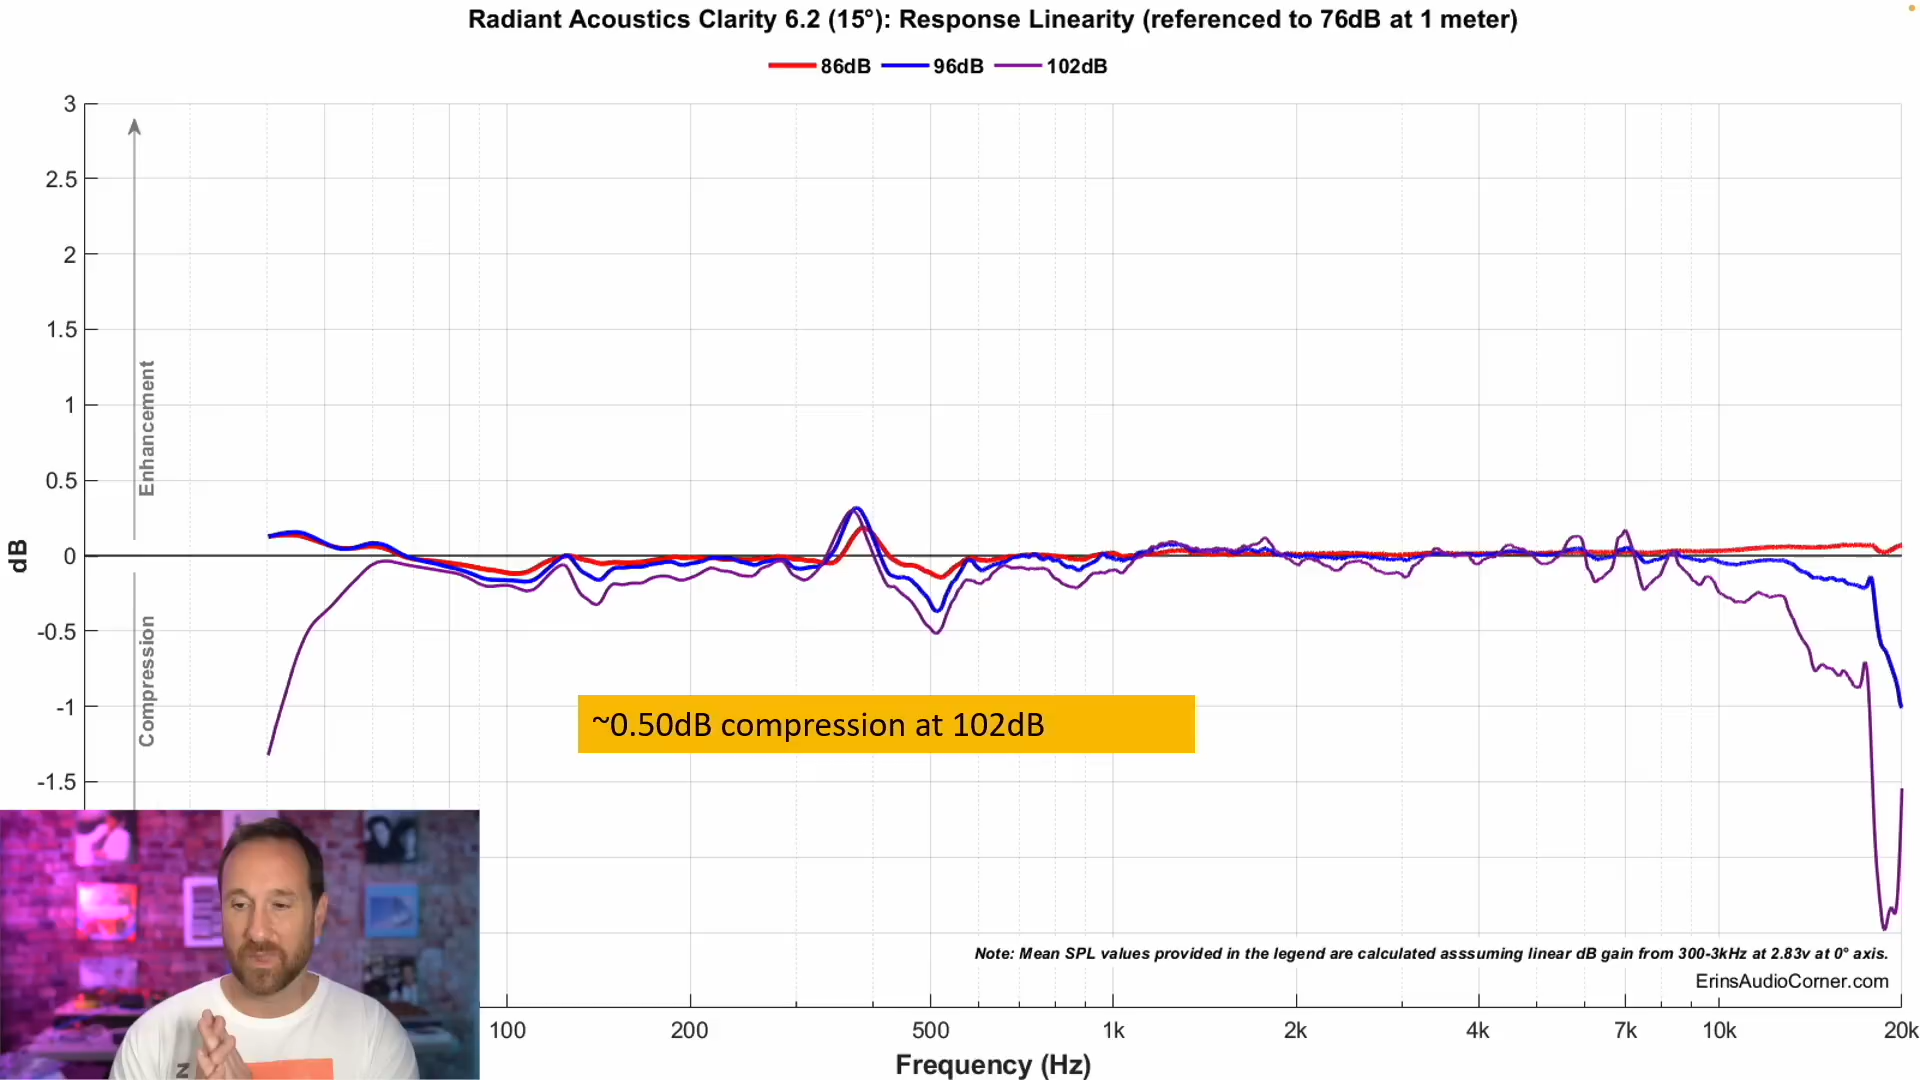 Radiant Acoustics Clarity 6.2 (15°): Response Linearity (referenced to 76dB at 1 meter)
86dB 96dB 102dB
3
2.5
2
1.5
1
0.5
0
-0.5
-1
-1.5
dB
Enhancement
Compression
~0.50dB compression at 102dB
Note: Mean SPL values provided in the legend are calculated asssuming linear dB gain from 300-3kHz at 2.83v at 0° axis.
ErinsAudioCorner.com
100 200 500 1k 2k 4k 7k 10k 20k
Frequency (Hz)